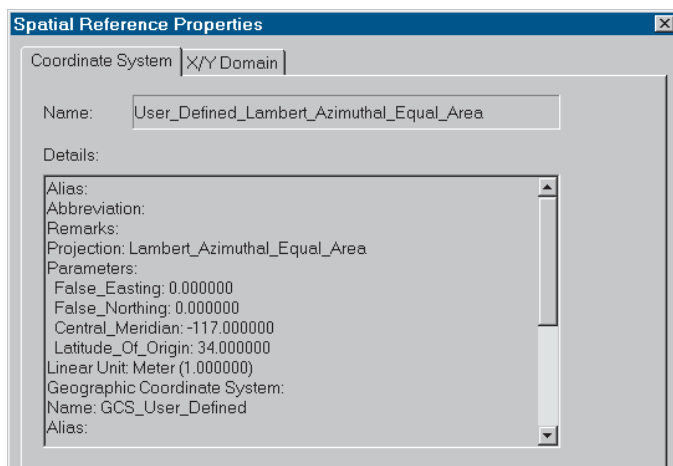 Spatial Reference Properties
Coordinate System X/Y Domain
Name: User_Defined_Lambert_Azimuthal_Equal_Area
Details:
Alias:
Abbreviation:
Remarks:
Projection: Lambert_Azimuthal_Equal_Area
Parameters:
False_Easting: 0.000000
False_Northing: 0.000000
Central_Meridian: -117.000000
Latitude_Of_Origin: 34.000000
Linear Unit: Meter (1.000000)
Geographic Coordinate System:
Name: GCS_User_Defined
Alias: